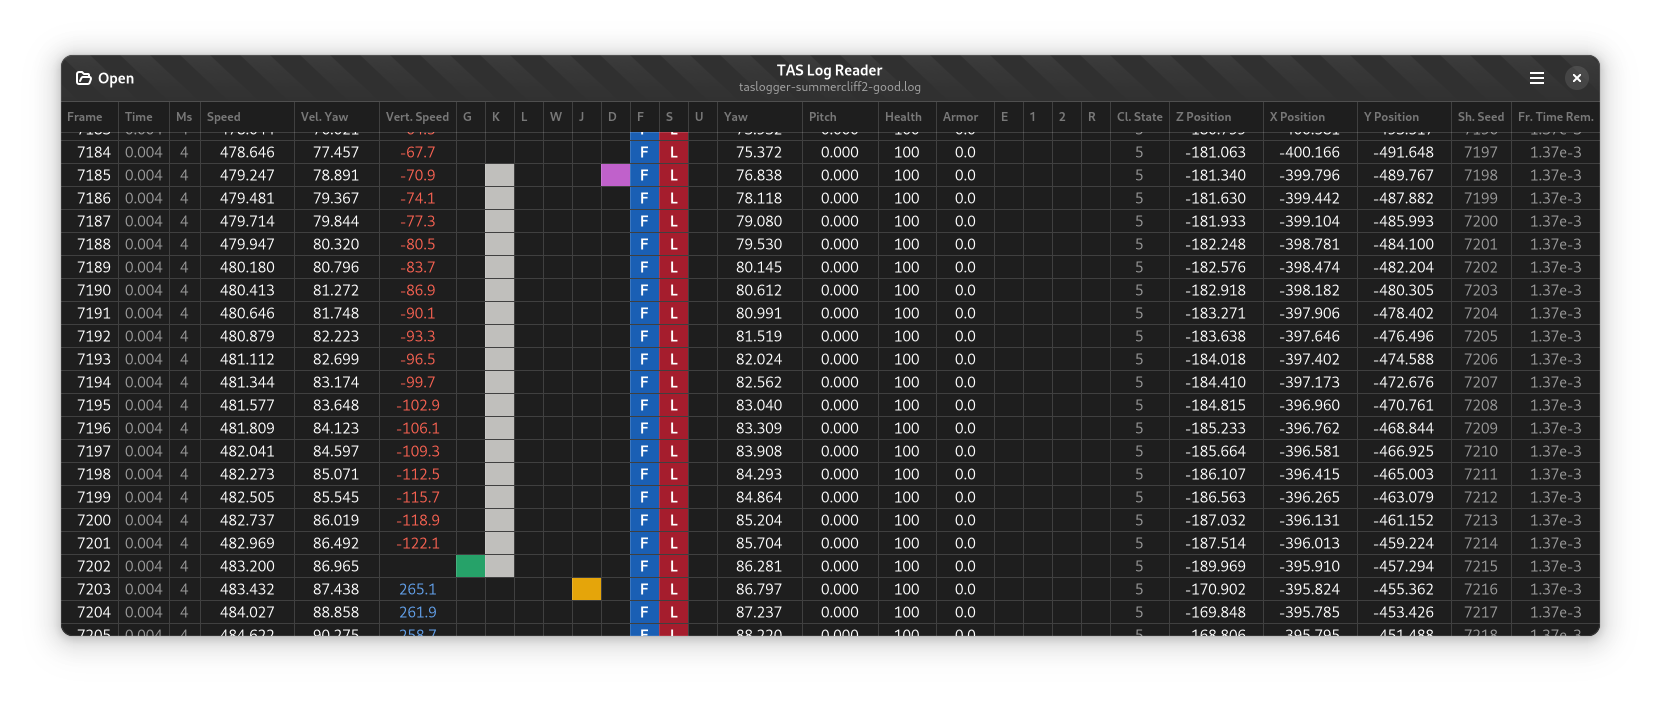 Open
TAS Log Reader
taslogger-summercliff2-good.log
Frame Time Ms Speed Vel. Yaw Vert. Speed G K L W J D F S U Yaw Pitch Health Armor E 1 2 R Cl. State Z Position X Position Y Position Sh. Seed Fr. Time Rem.
7184 0.004 4 478.646 77.457 -67.7 F L 75.372 0.000 100 0.0 5 -181.063 -400.166 -491.648 7197 1.37e-3
7185 0.004 4 479.247 78.891 -70.9 F L 76.838 0.000 100 0.0 5 -181.340 -399.796 -489.767 7198 1.37e-3
7186 0.004 4 479.481 79.367 -74.1 F L 78.118 0.000 100 0.0 5 -181.630 -399.442 -487.882 7199 1.37e-3
7187 0.004 4 479.714 79.844 -77.3 F L 79.080 0.000 100 0.0 5 -181.933 -399.104 -485.993 7200 1.37e-3
7188 0.004 4 479.947 80.320 -80.5 F L 79.530 0.000 100 0.0 5 -182.248 -398.781 -484.100 7201 1.37e-3
7189 0.004 4 480.180 80.796 -83.7 F L 80.145 0.000 100 0.0 5 -182.576 -398.474 -482.204 7202 1.37e-3
7190 0.004 4 480.413 81.272 -86.9 F L 80.612 0.000 100 0.0 5 -182.918 -398.182 -480.305 7203 1.37e-3
7191 0.004 4 480.646 81.748 -90.1 F L 80.991 0.000 100 0.0 5 -183.271 -397.906 -478.402 7204 1.37e-3
7192 0.004 4 480.879 82.223 -93.3 F L 81.519 0.000 100 0.0 5 -183.638 -397.646 -476.496 7205 1.37e-3
7193 0.004 4 481.112 82.699 -96.5 F L 82.024 0.000 100 0.0 5 -184.018 -397.402 -474.588 7206 1.37e-3
7194 0.004 4 481.344 83.174 -99.7 F L 82.562 0.000 100 0.0 5 -184.410 -397.173 -472.676 7207 1.37e-3
7195 0.004 4 481.577 83.648 -102.9 F L 83.040 0.000 100 0.0 5 -184.815 -396.960 -470.761 7208 1.37e-3
7196 0.004 4 481.809 84.123 -106.1 F L 83.309 0.000 100 0.0 5 -185.233 -396.762 -468.844 7209 1.37e-3
7197 0.004 4 482.041 84.597 -109.3 F L 83.908 0.000 100 0.0 5 -185.664 -396.581 -466.925 7210 1.37e-3
7198 0.004 4 482.273 85.071 -112.5 F L 84.293 0.000 100 0.0 5 -186.107 -396.415 -465.003 7211 1.37e-3
7199 0.004 4 482.505 85.545 -115.7 F L 84.864 0.000 100 0.0 5 -186.563 -396.265 -463.079 7212 1.37e-3
7200 0.004 4 482.737 86.019 -118.9 F L 85.204 0.000 100 0.0 5 -187.032 -396.131 -461.152 7213 1.37e-3
7201 0.004 4 482.969 86.492 -122.1 F L 85.704 0.000 100 0.0 5 -187.514 -396.013 -459.224 7214 1.37e-3
7202 0.004 4 483.200 86.965 F L 86.281 0.000 100 0.0 5 -189.969 -395.910 -457.294 7215 1.37e-3
7203 0.004 4 483.432 87.438 265.1 F L 86.797 0.000 100 0.0 5 -170.902 -395.824 -455.362 7216 1.37e-3
7204 0.004 4 484.027 88.858 261.9 F L 87.237 0.000 100 0.0 5 -169.848 -395.785 -453.426 7217 1.37e-3
7205 0.004 4 484.622 90.275 258.7 F L 88.220 0.000 100 0.0 5 -168.806 -395.795 -451.488 7218 1.37e-3